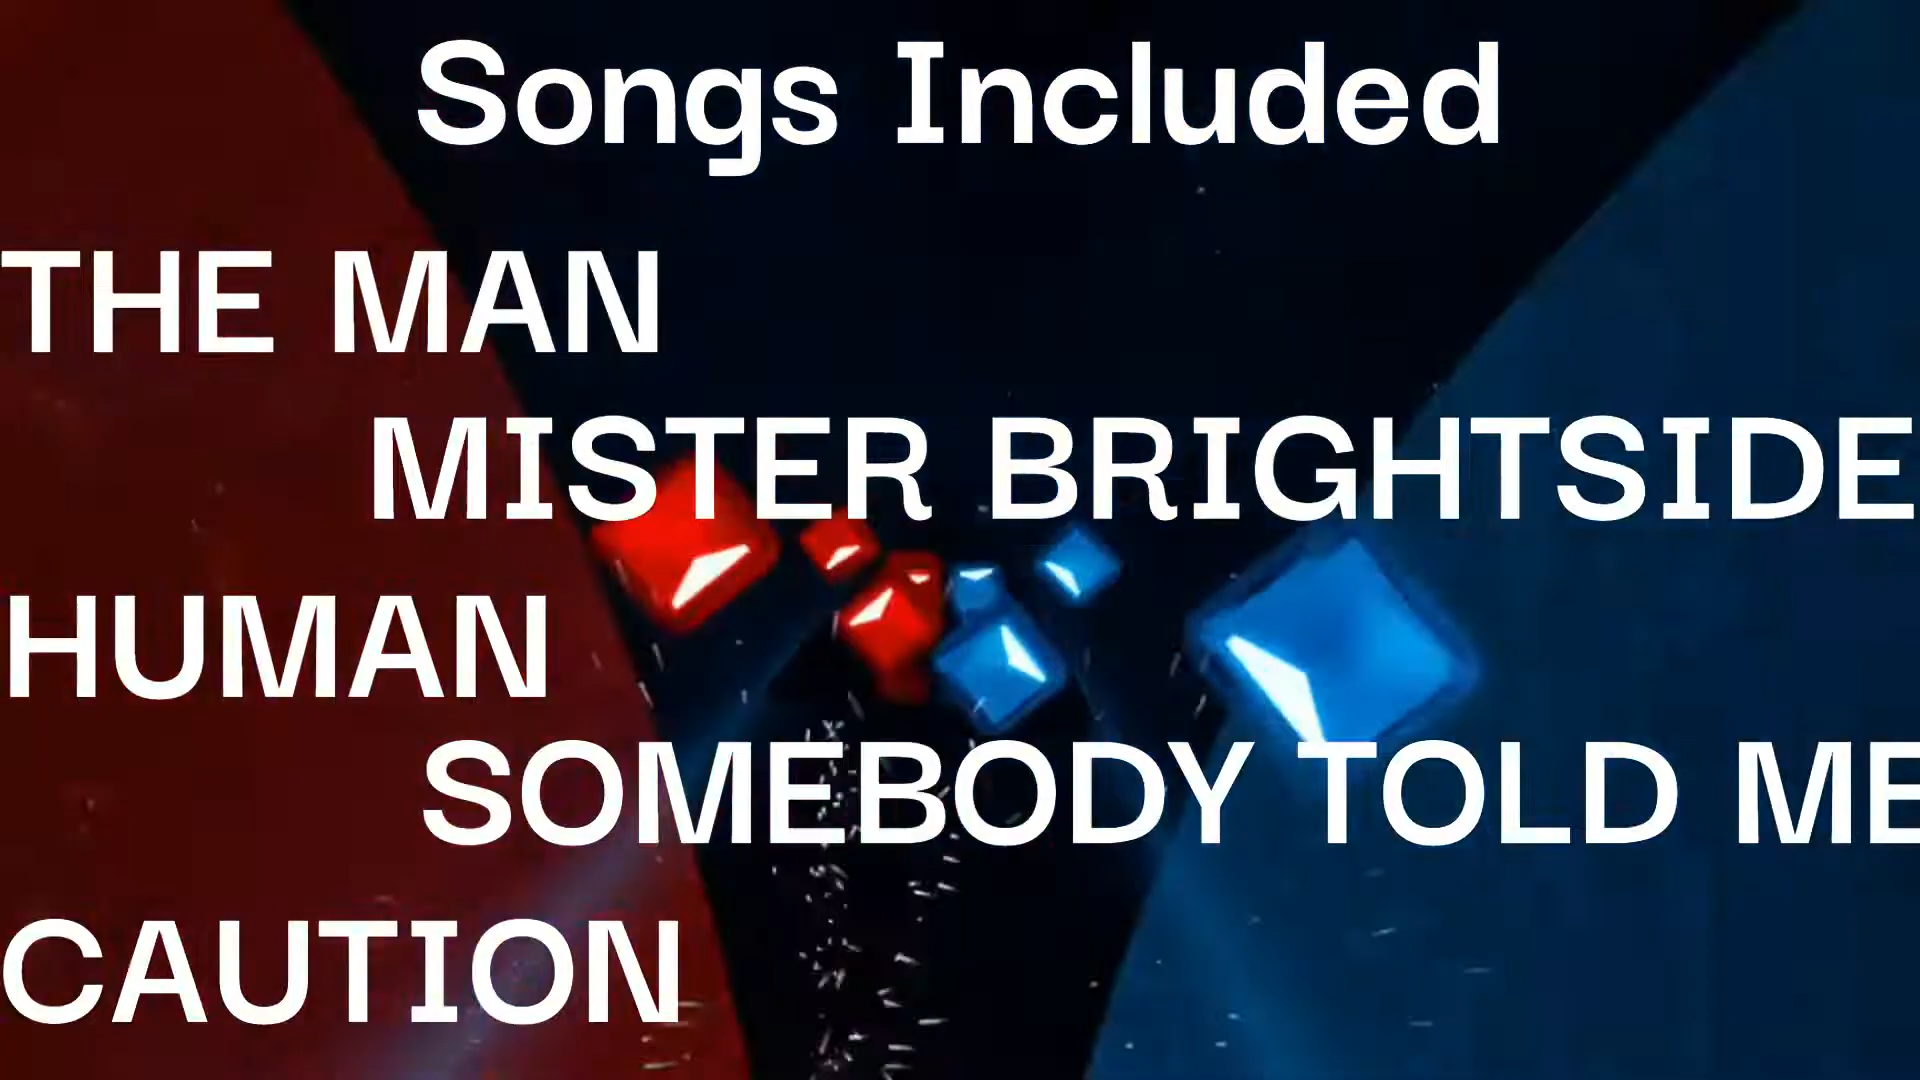 Songs Included
THE MAN
MISTER BRIGHTSIDE
HUMAN
SOMEBODY TOLD ME
CAUTION